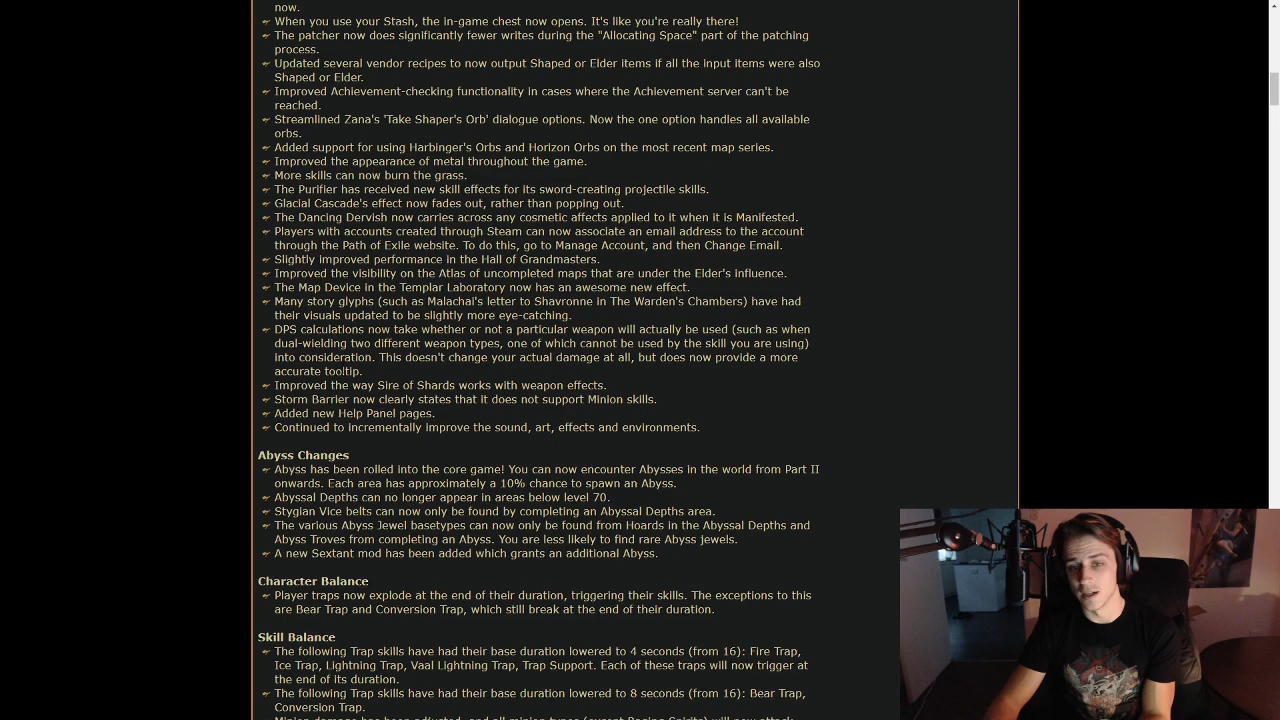 now.
When you use your Stash, the in-game chest now opens. It's like you're really there!
The patcher now does significantly fewer writes during the "Allocating Space" part of the patching
process.
Updated several vendor recipes to now output Shaped or Elder items if all the input items were also
Shaped or Elder.
Improved Achievement-checking functionality in cases where the Achievement server can't be
reached.
Streamlined Zana's 'Take Shaper's Orb' dialogue options. Now the one option handles all available
orbs.
Added support for using Harbinger's Orbs and Horizon Orbs on the most recent map series.
Improved the appearance of metal throughout the game.
More skills can now burn the grass.
The Purifier has received new skill effects for its sword-creating projectile skills.
Glacial Cascade's effect now fades out, rather than popping out.
The Dancing Dervish now carries across any cosmetic affects applied to it when it is Manifested.
Players with accounts created through Steam can now associate an email address to the account
through the Path of Exile website. To do this, go to Manage Account, and then Change Email.
Slightly improved performance in the Hall of Grandmasters.
Improved the visibility on the Atlas of uncompleted maps that are under the Elder's influence.
The Map Device in the Templar Laboratory now has an awesome new effect.
Many story glyphs (such as Malachai's letter to Shavronne in The Warden's Chambers) have had
their visuals updated to be slightly more eye-catching.
DPS calculations now take whether or not a particular weapon will actually be used (such as when
dual-wielding two different weapon types, one of which cannot be used by the skill you are using)
into consideration. This doesn't change your actual damage at all, but does now provide a more
accurate tooltip.
Improved the way Sire of Shards works with weapon effects.
Storm Barrier now clearly states that it does not support Minion skills.
Added new Help Panel pages.
Continued to incrementally improve the sound, art, effects and environments.
Abyss Changes
Abyss has been rolled into the core game! You can now encounter Abysses in the world from Part II
onwards. Each area has approximately a 10% chance to spawn an Abyss.
Abyssal Depths can no longer appear in areas below level 70.
Stygian Vice belts can now only be found by completing an Abyssal Depths area.
The various Abyss Jewel basetypes can now only be found from Hoards in the Abyssal Depths and
Abyss Troves from completing an Abyss. You are less likely to find rare Abyss jewels.
A new Sextant mod has been added which grants an additional Abyss.
Character Balance
Player traps now explode at the end of their duration, triggering their skills. The exceptions to this
are Bear Trap and Conversion Trap, which still break at the end of their duration.
Skill Balance
The following Trap skills have had their base duration lowered to 4 seconds (from 16): Fire Trap,
Ice Trap, Lightning Trap, Vaal Lightning Trap, Trap Support. Each of these traps will now trigger at
the end of its duration.
The following Trap skills have had their base duration lowered to 8 seconds (from 16): Bear Trap,
Conversion Trap.
Minion damage has been adjusted, and all minion types (except Raging Spirits) will now attack